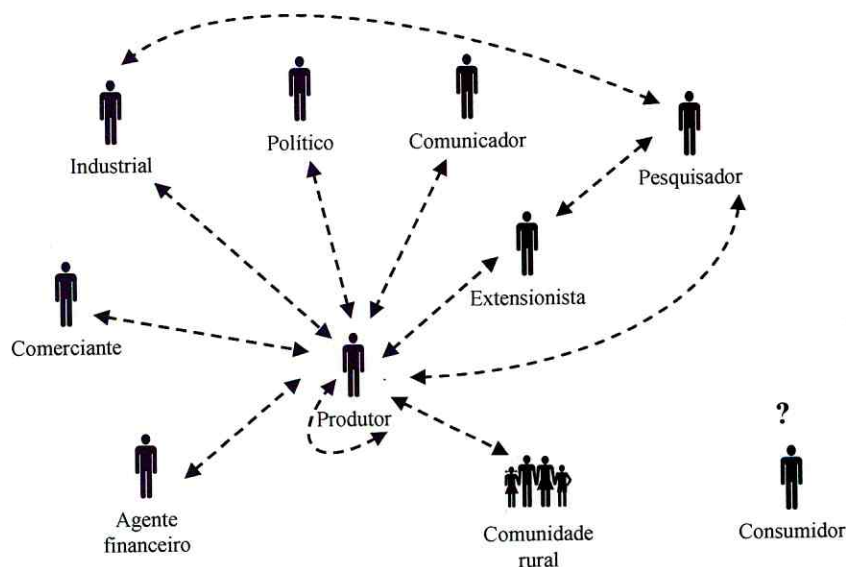 Industrial
Político
Comunicador
Pesquisador
Extensionista
Comerciante
Produtor
?
Agente
financeiro
Comunidade
rural
Consumidor